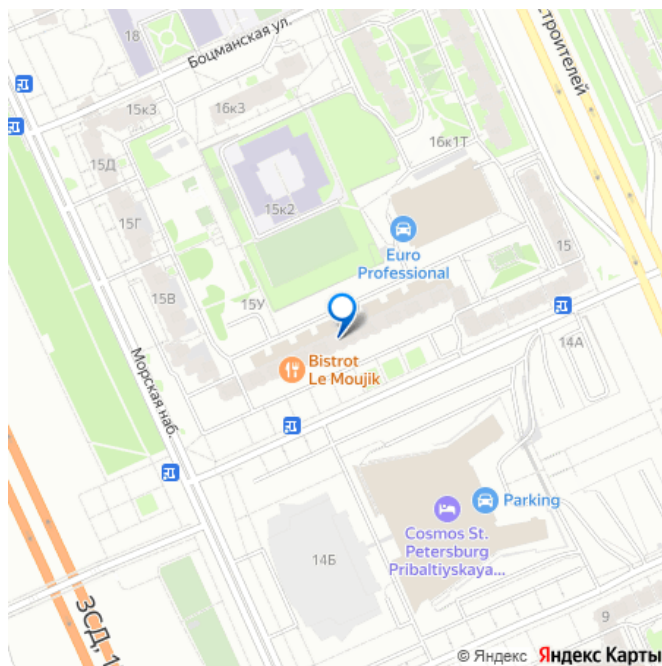 18
Боцманская ул.
строителей
15к3
16к3
16к1Т
15Д
15к2
15Г
Euro
Professional
15
15В
15У
14А
Bistrot
Le Moujik
Морская наб.
Parking
Cosmos St.
Petersburg
Pribaltiyskaya...
14Б
ЗСД, 1
9
© Яндекс Яндекс Карты